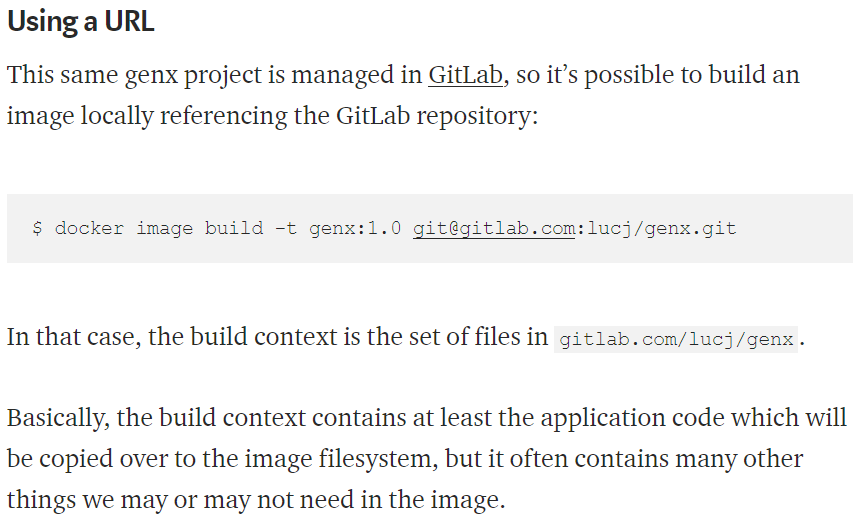 Using a URL
This same genx project is managed in GitLab, so it’s possible to build an
image locally referencing the GitLab repository:
$ docker image build -t genx:1.0 git@gitlab.com:lucj/genx.git
In that case, the build context is the set of files in gitlab.com/lucj/genx.
Basically, the build context contains at least the application code which will
be copied over to the image filesystem, but it often contains many other
things we may or may not need in the image.